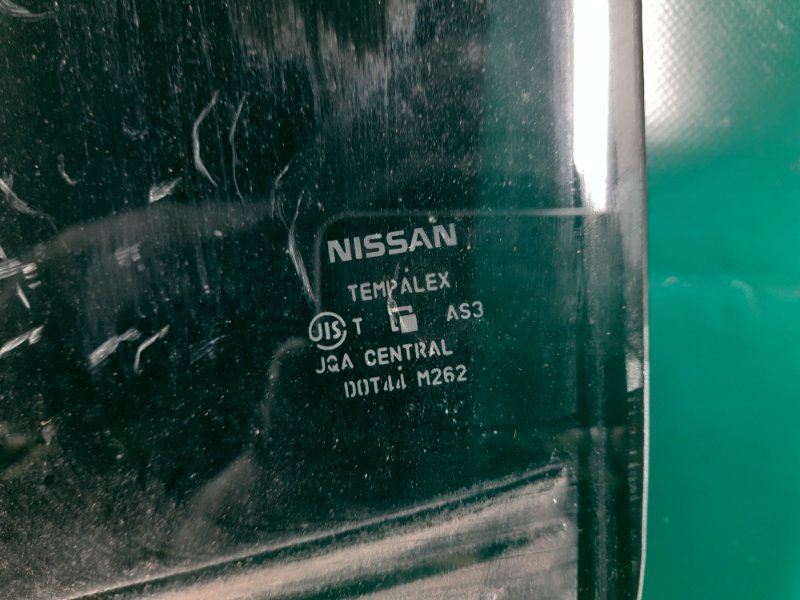 NISSAN
TEMPALEX
JIS T AS3
JQA CENTRAL
DOT44 M262